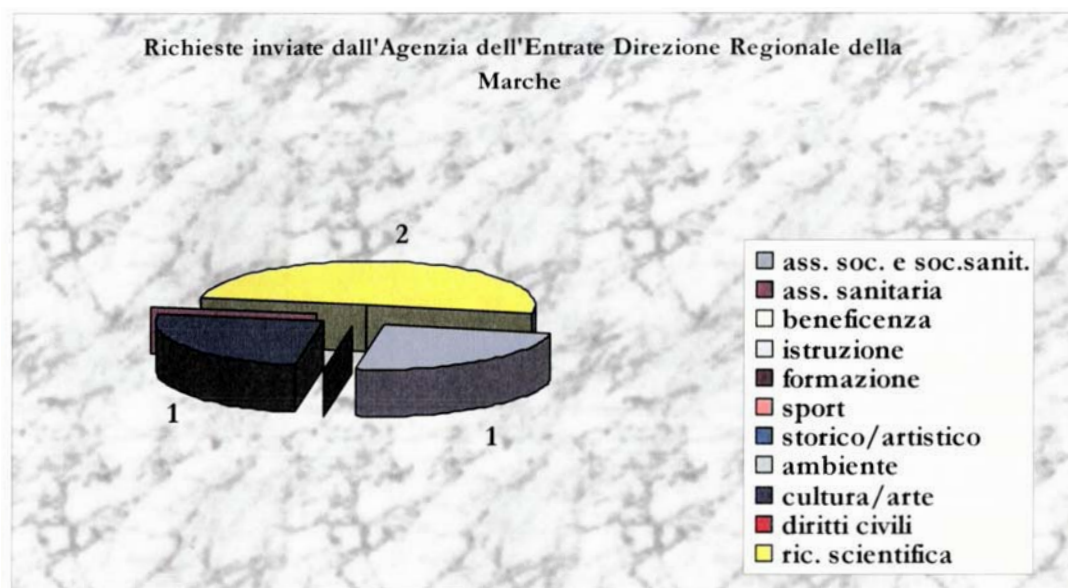 Richieste inviate dall'Agenzia dell'Entrate Direzione Regionale della
Marche
2
1
1
ass. soc. e soc.sanit.
ass. sanitaria
beneficenza
istruzione
formazione
sport
storico/artistico
ambiente
cultura/arte
diritti civili
ric. scientifica